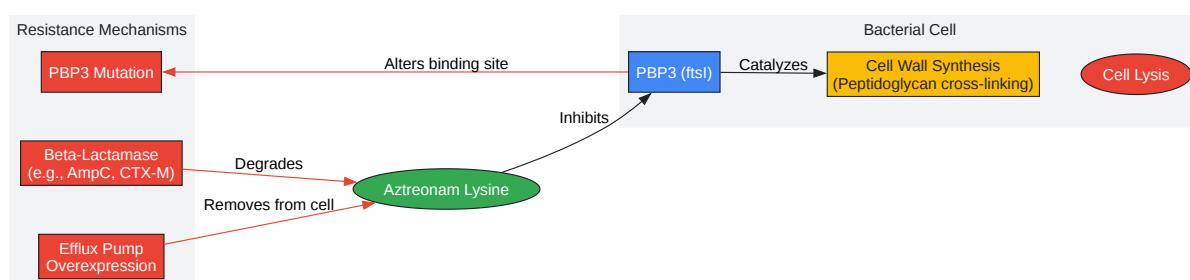 Resistance Mechanisms
PBP3 Mutation
Beta-Lactamase
(e.g., AmpC, CTX-M)
Efflux Pump
Overexpression
Alters binding site
Degrades
Removes from cell
Aztreonam Lysine
Inhibits
Bacterial Cell
PBP3 (ftsI)
Catalyzes
Cell Wall Synthesis
(Peptidoglycan cross-linking)
Cell Lysis